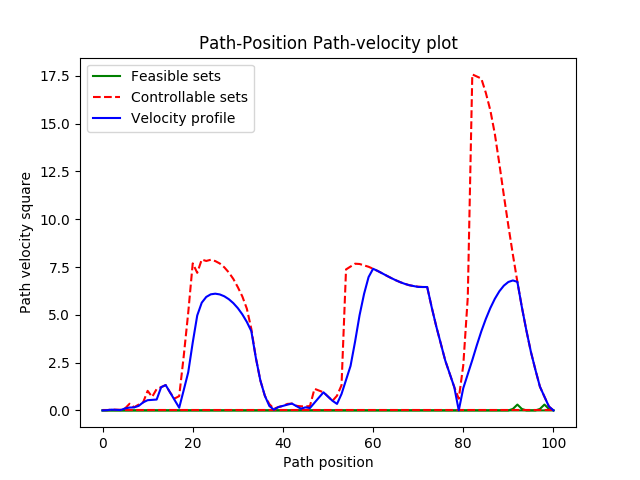 Path-Position Path-velocity plot
Feasible sets
Controllable sets
Velocity profile
17.5
15.0
12.5
10.0
7.5
5.0
2.5
0.0
Path velocity square
0 20 40 60 80 100
Path position